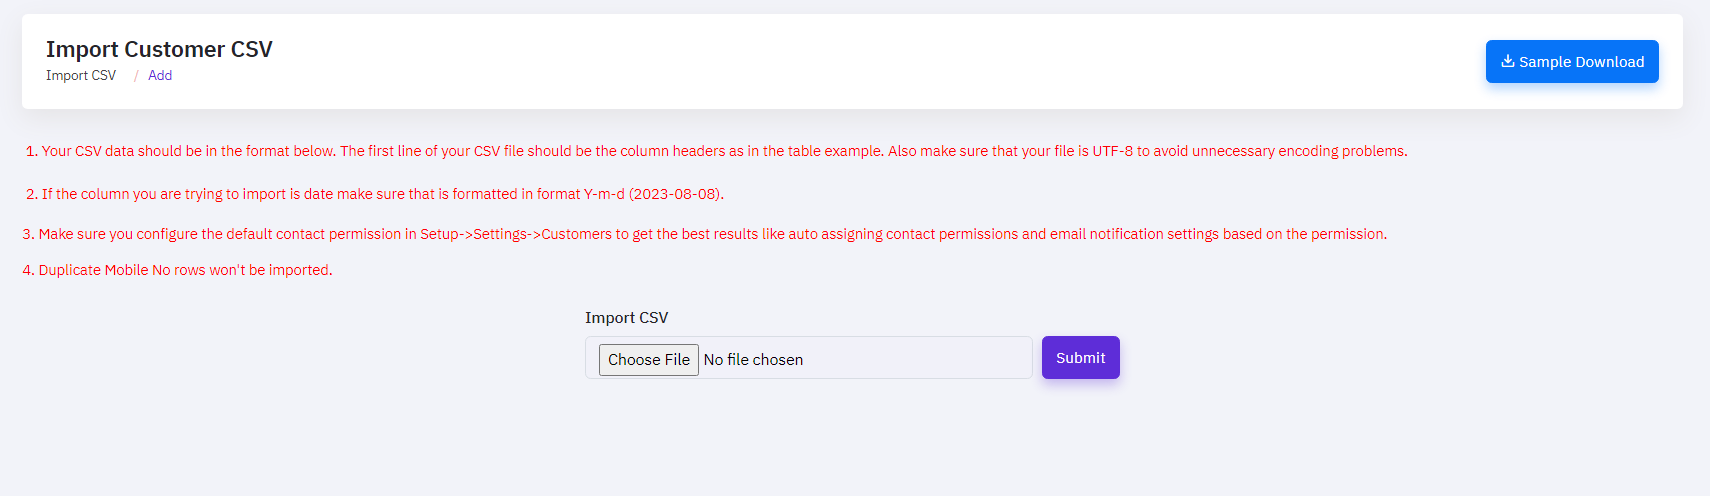 Import Customer CSV
Import CSV / Add
Sample Download
1. Your CSV data should be in the format below. The first line of your CSV file should be the column headers as in the table example. Also make sure that your file is UTF-8 to avoid unnecessary encoding problems.
2. If the column you are trying to import is date make sure that is formatted in format Y-m-d (2023-08-08).
3. Make sure you configure the default contact permission in Setup->Settings->Customers to get the best results like auto assigning contact permissions and email notification settings based on the permission.
4. Duplicate Mobile No rows won't be imported.
Import CSV
Choose File No file chosen
Submit